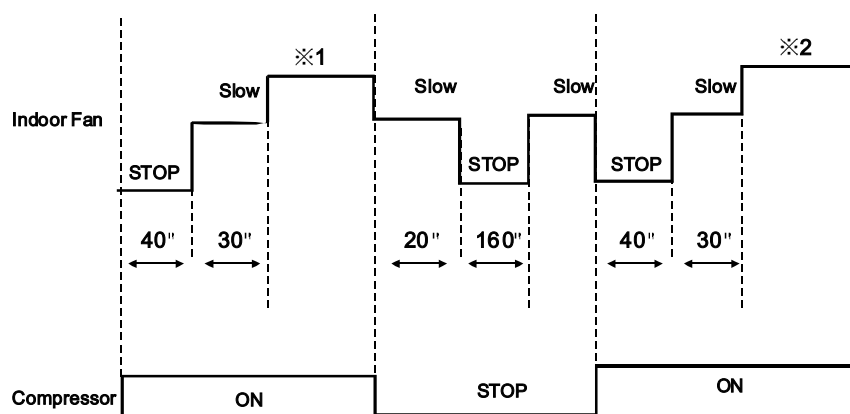 ※1 ※2
Slow Slow Slow Slow
Indoor Fan
STOP STOP STOP
40" 30" 20" 160" 40" 30"
Compressor ON STOP ON